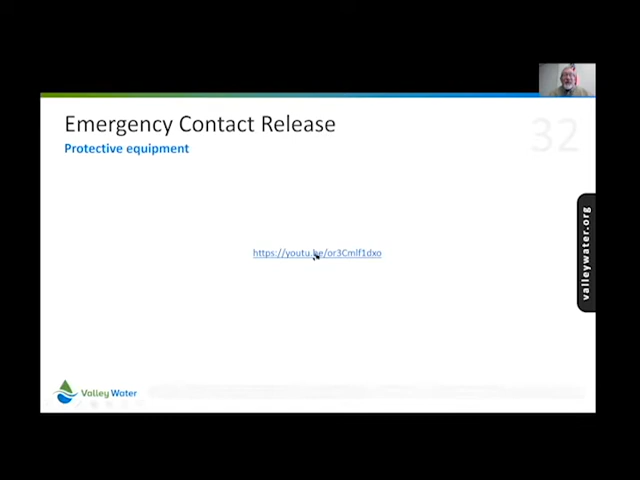 Emergency Contact Release
32
Protective equipment
https://youtu.be/or3Cmlf1dxo
valleywater.org
Valley Water